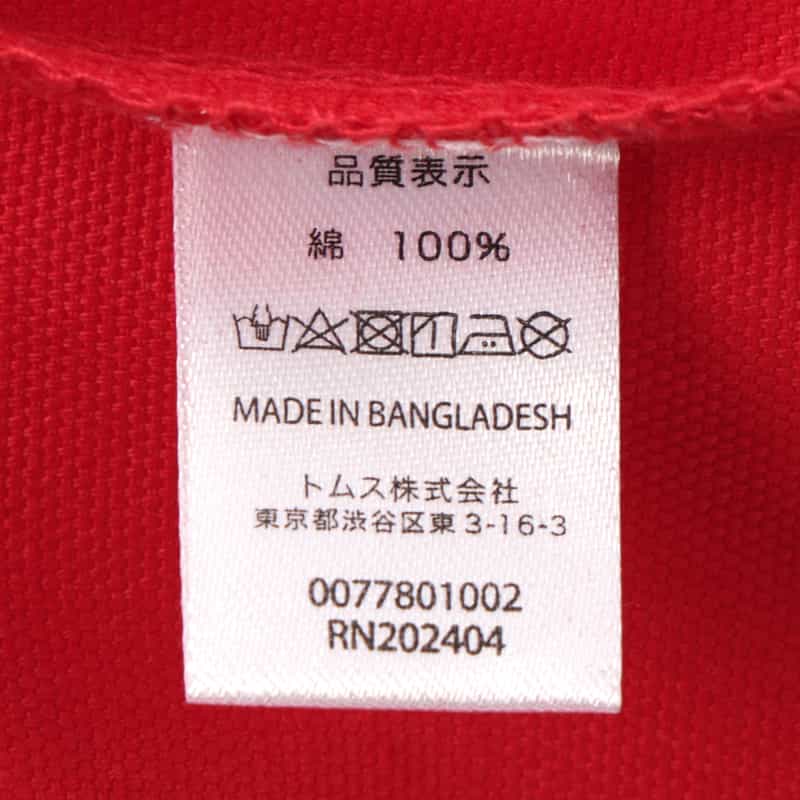 品質表示
綿 100%
MADE IN BANGLADESH
トムス株式会社
東京都渋谷区東3-16-3
0077801002
RN202404